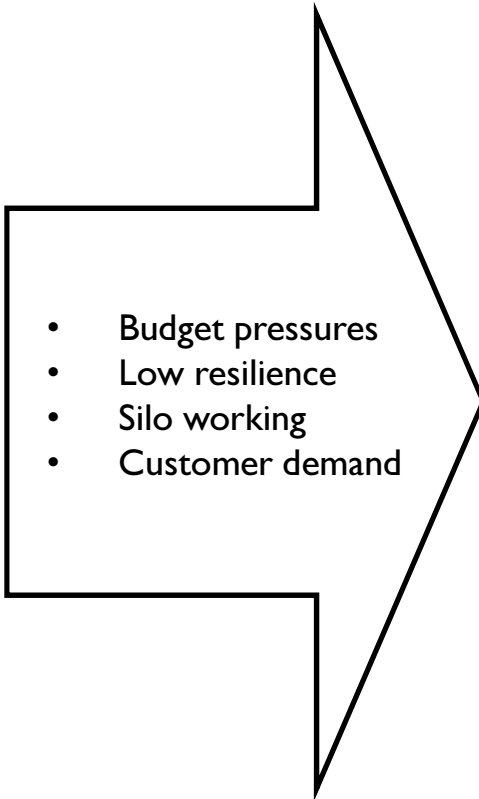 • Budget pressures
• Low resilience
• Silo working
• Customer demand